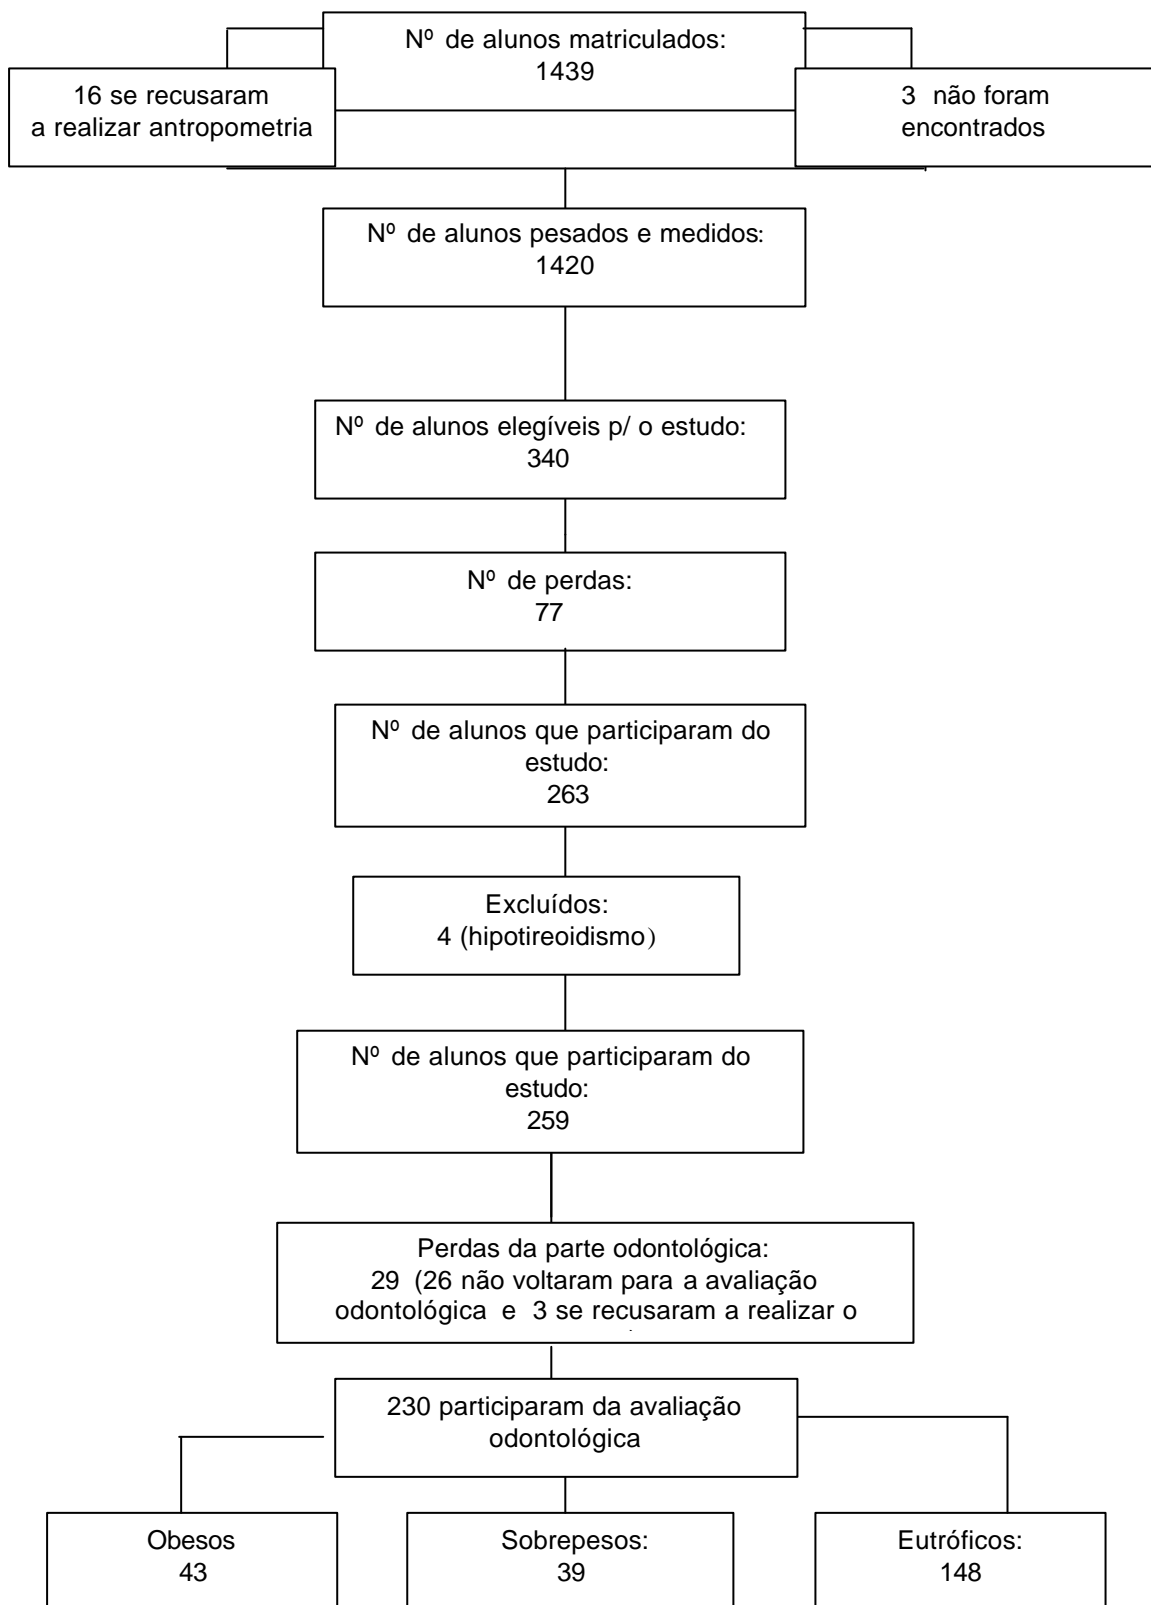 Nº de alunos matriculados:
1439
16 se recusaram
a realizar antropometria
3 não foram
encontrados
Nº de alunos pesados e medidos:
1420
Nº de alunos elegíveis p/ o estudo:
340
Nº de perdas:
77
Nº de alunos que participaram do
estudo:
263
Excluídos:
4 (hipotireoidismo)
Nº de alunos que participaram do
estudo:
259
Perdas da parte odontológica:
29 (26 não voltaram para a avaliação
odontológica e 3 se recusaram a realizar o
230 participaram da avaliação
odontológica
Obesos
43
Sobrepesos:
39
Eutróficos:
148